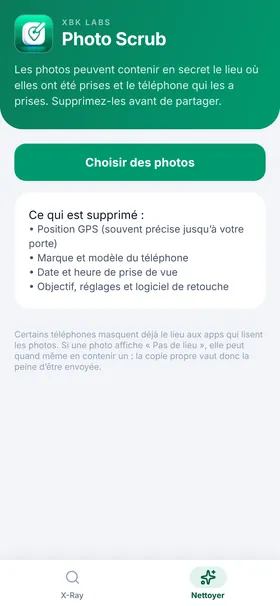 XBK LABS
Photo Scrub
Les photos peuvent contenir en secret le lieu où
elles ont été prises et le téléphone qui les a
prises. Supprimez-les avant de partager.
Choisir des photos
Ce qui est supprimé :
• Position GPS (souvent précise jusqu'à votre
porte)
• Marque et modèle du téléphone
• Date et heure de prise de vue
• Objectif, réglages et logiciel de retouche
Certains téléphones masquent déjà le lieu aux apps qui lisent
les photos. Si une photo affiche « Pas de lieu », elle peut
quand même en contenir un : la copie propre vaut donc la
peine d'être envoyée.
X-Ray
Nettoyer